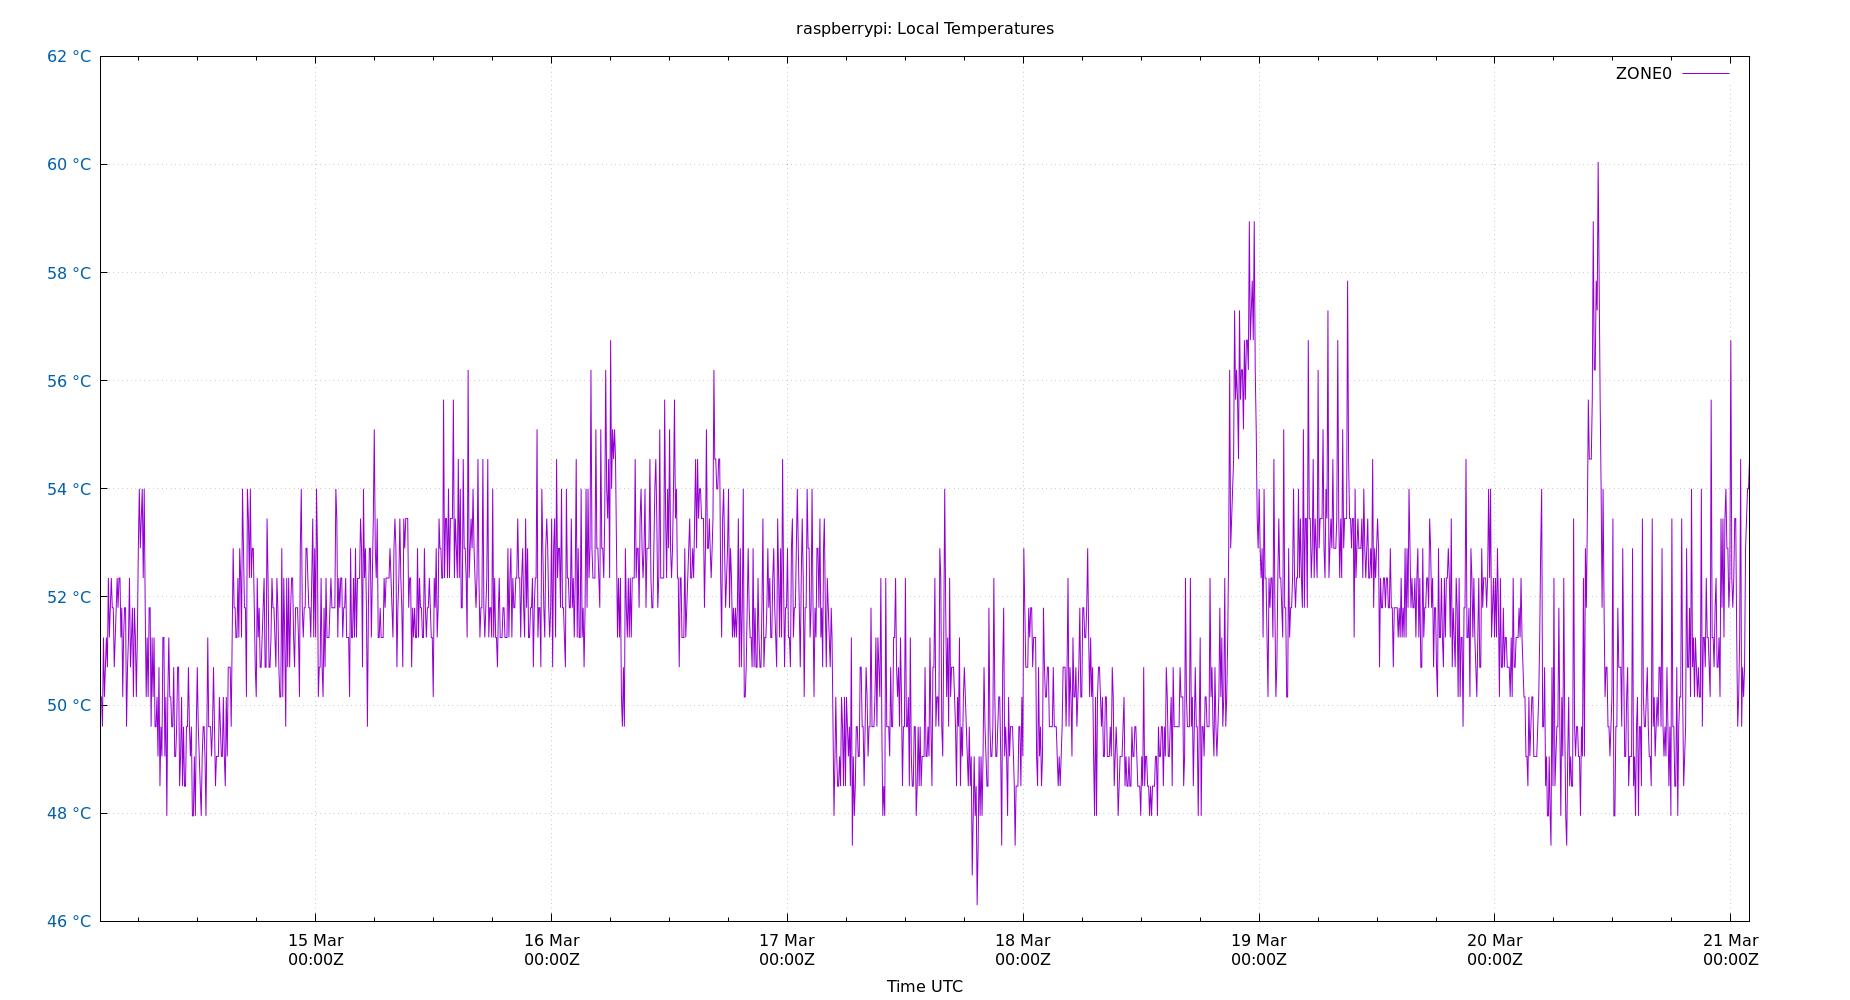 raspberrypi: Local Temperatures
62 °C
ZONE0
60 °C
58 °C
56 °C
54 °C
52 °C
50 °C
48 °C
46 °C
15 Mar 16 Mar 17 Mar 18 Mar 19 Mar 20 Mar 21 Mar
00:00Z 00:00Z 00:00Z 00:00Z 00:00Z 00:00Z 00:00Z
Time UTC